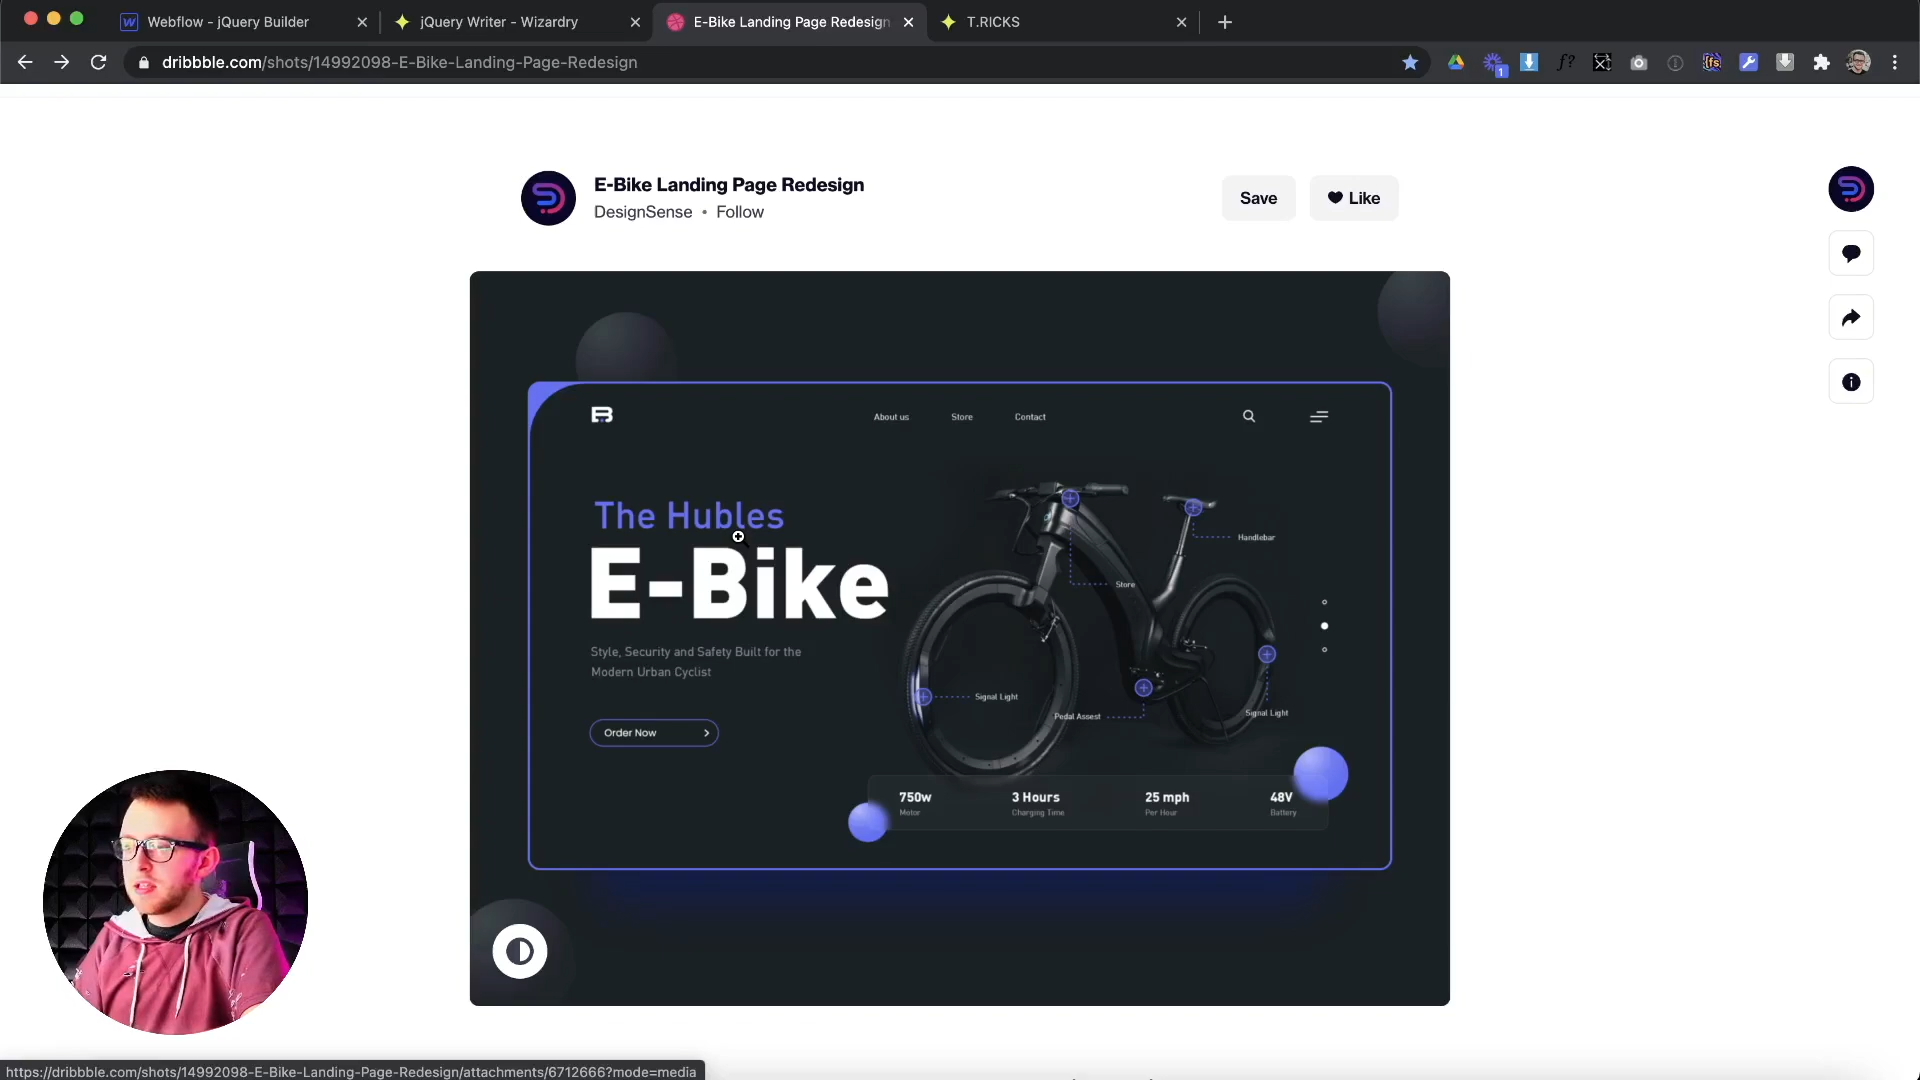 Webflow - jQuery Builder
jQuery Writer - Wizardry
E-Bike Landing Page Redesign
T.RICKS
dribbble.com/shots/14992098-E-Bike-Landing-Page-Redesign
f?
1
{fs
E-Bike Landing Page Redesign
DesignSense • Follow
Save
Like
B
About us
Store
Contact
The Hubles
E-Bike
Style, Security and Safety Built for the
Modern Urban Cyclist
Order Now
Handlebar
Store
Signal Light
Pedal Assest
Signal Light
750w
Motor
3 Hours
Charging Time
25 mph
Per Hour
48V
Battery
https://dribbble.com/shots/14992098-E-Bike-Landing-Page-Redesign/attachments/6712666?mode=media